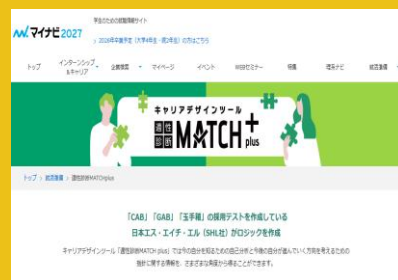 学生のための就職情報サイト
マイナビ2027
2026年卒業予定（大学4年生・院2年生）の方はこちら
トップ インターンシップ&キャリア 企業検索 マイページ イベント WEBセミナー 特集 理系ナビ 就活準備
キャリアデザインツール
適性診断 MATCH plus
トップ > 就活準備 > 適性診断MATCHplus
「CAB」「GAB」「玉手箱」の採用テストを作成している
日本エス・エイチ・エル（SHL社）がロジックを作成
キャリアデザインツール「適性診断MATCH plus」では今の自分を知るための自己分析と今後の自分が進んでいく方向を考えるための
指針に関する情報を、さまざまな角度から得ることができます。